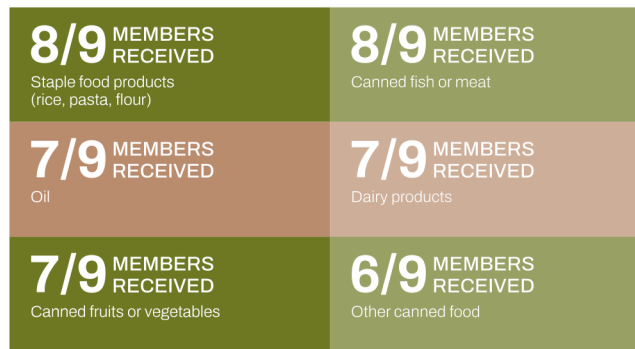 8/9 MEMBERS RECEIVED
Staple food products
(rice, pasta, flour)
8/9 MEMBERS RECEIVED
Canned fish or meat
7/9 MEMBERS RECEIVED
Oil
7/9 MEMBERS RECEIVED
Dairy products
7/9 MEMBERS RECEIVED
Canned fruits or vegetables
6/9 MEMBERS RECEIVED
Other canned food